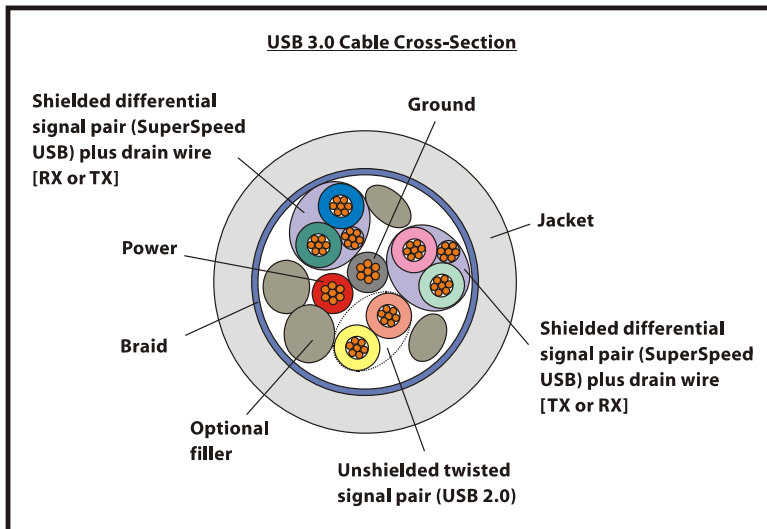 USB 3.0 Cable Cross-Section
Shielded differential
signal pair (SuperSpeed
USB) plus drain wire
[RX or TX]
Ground
Jacket
Power
Braid
Shielded differential
signal pair (SuperSpeed
USB) plus drain wire
[TX or RX]
Optional
filler
Unshielded twisted
signal pair (USB 2.0)